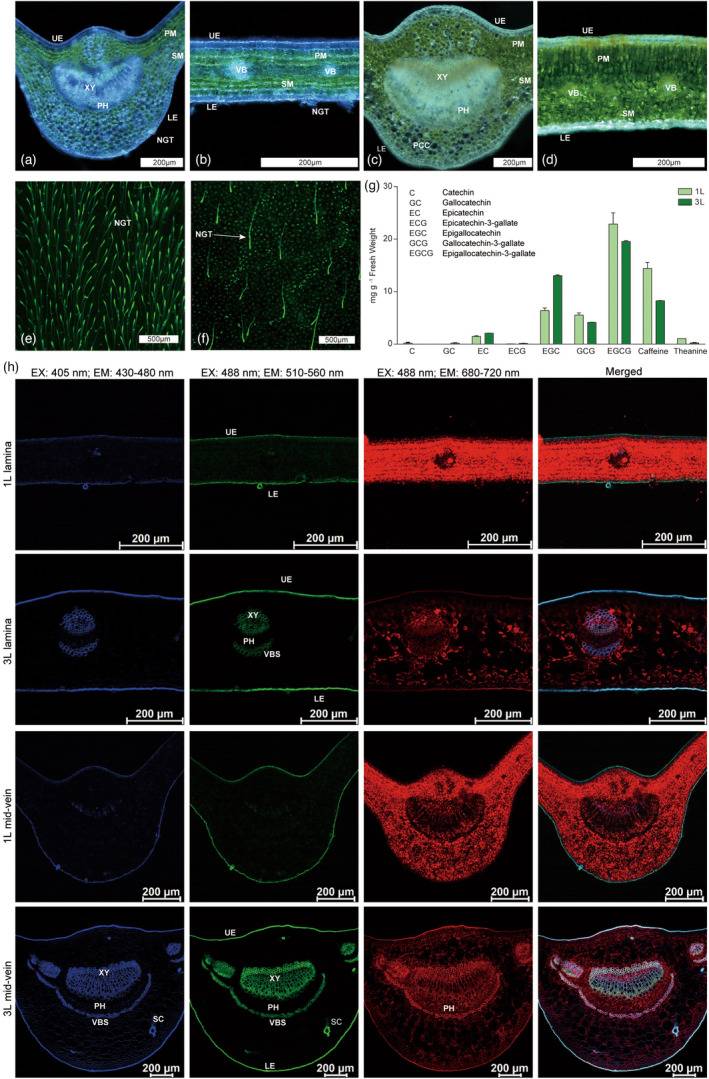 UE
PM
SM
XY
PH
LE
NGT
(a)
200μm
UE
PM
VB
VB
SM
LE
NGT
(b)
200μm
UE
PM
XY
SM
PH
PCC
LE
(c)
200μm
UE
PM
VB
VB
SM
LE
(d)
200μm
NGT
(e)
500μm
NGT
(f)
500μm
(g)
C Catechin
GC Gallocatechin
EC Epicatechin
ECG Epicatechin-3-gallate
EGC Epigallocatechin
GCG Gallocatechin-3-gallate
EGCG Epigallocatechin-3-gallate
1L
3L
mg g⁻¹ Fresh Weight
30
20
10
0
C GC EC ECG EGC GCG EGCG Caffeine Theanine
(h)
EX: 405 nm; EM: 430-480 nm
EX: 488 nm; EM: 510-560 nm
EX: 488 nm; EM: 680-720 nm
Merged
1L lamina
UE
LE
200 μm
200 μm
200 μm
200 μm
3L lamina
UE
XY
PH
VBS
LE
200 μm
200 μm
200 μm
200 μm
1L mid-vein
200 μm
200 μm
200 μm
200 μm
3L mid-vein
XY
PH
VBS
SC
200 μm
UE
XY
PH
VBS
SC
LE
200 μm
PH
200 μm
200 μm